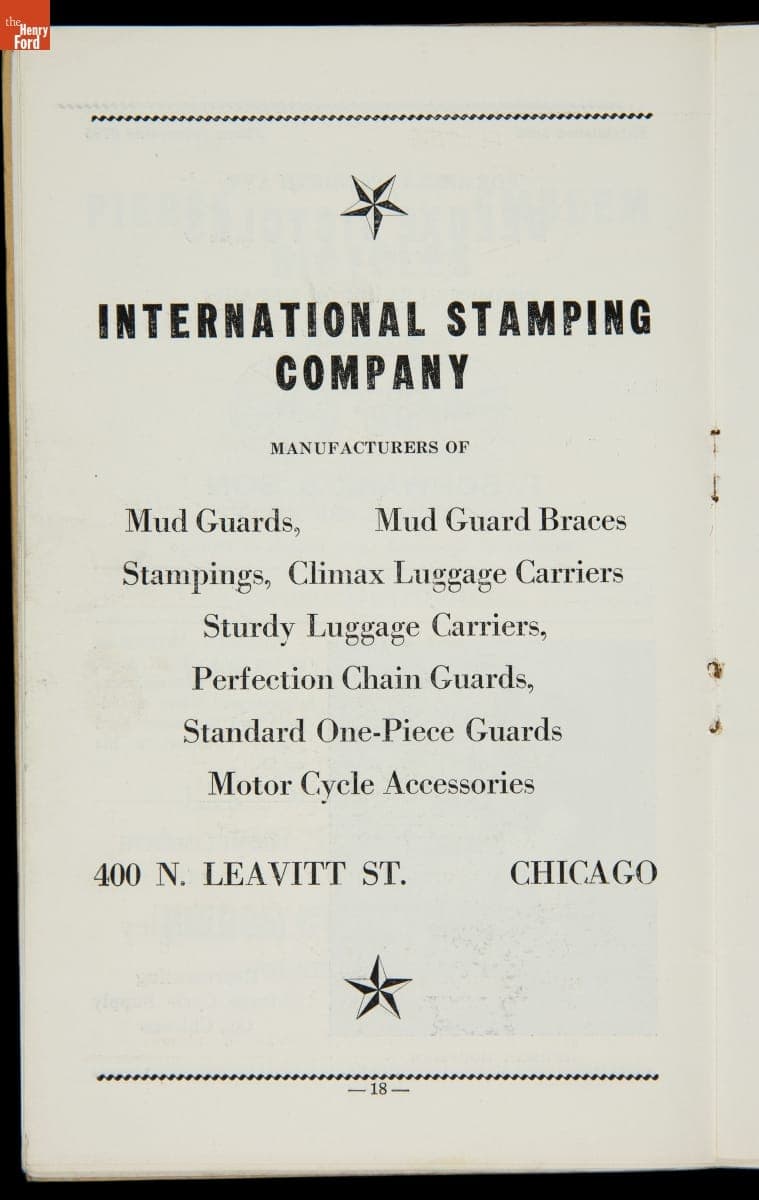 the
Henry
Ford
INTERNATIONAL STAMPING
COMPANY
MANUFACTURERS OF
Mud Guards, Mud Guard Braces
Stampings, Climax Luggage Carriers
Sturdy Luggage Carriers,
Perfection Chain Guards,
Standard One-Piece Guards
Motor Cycle Accessories
400 N. LEAVITT ST. CHICAGO
— 18 —